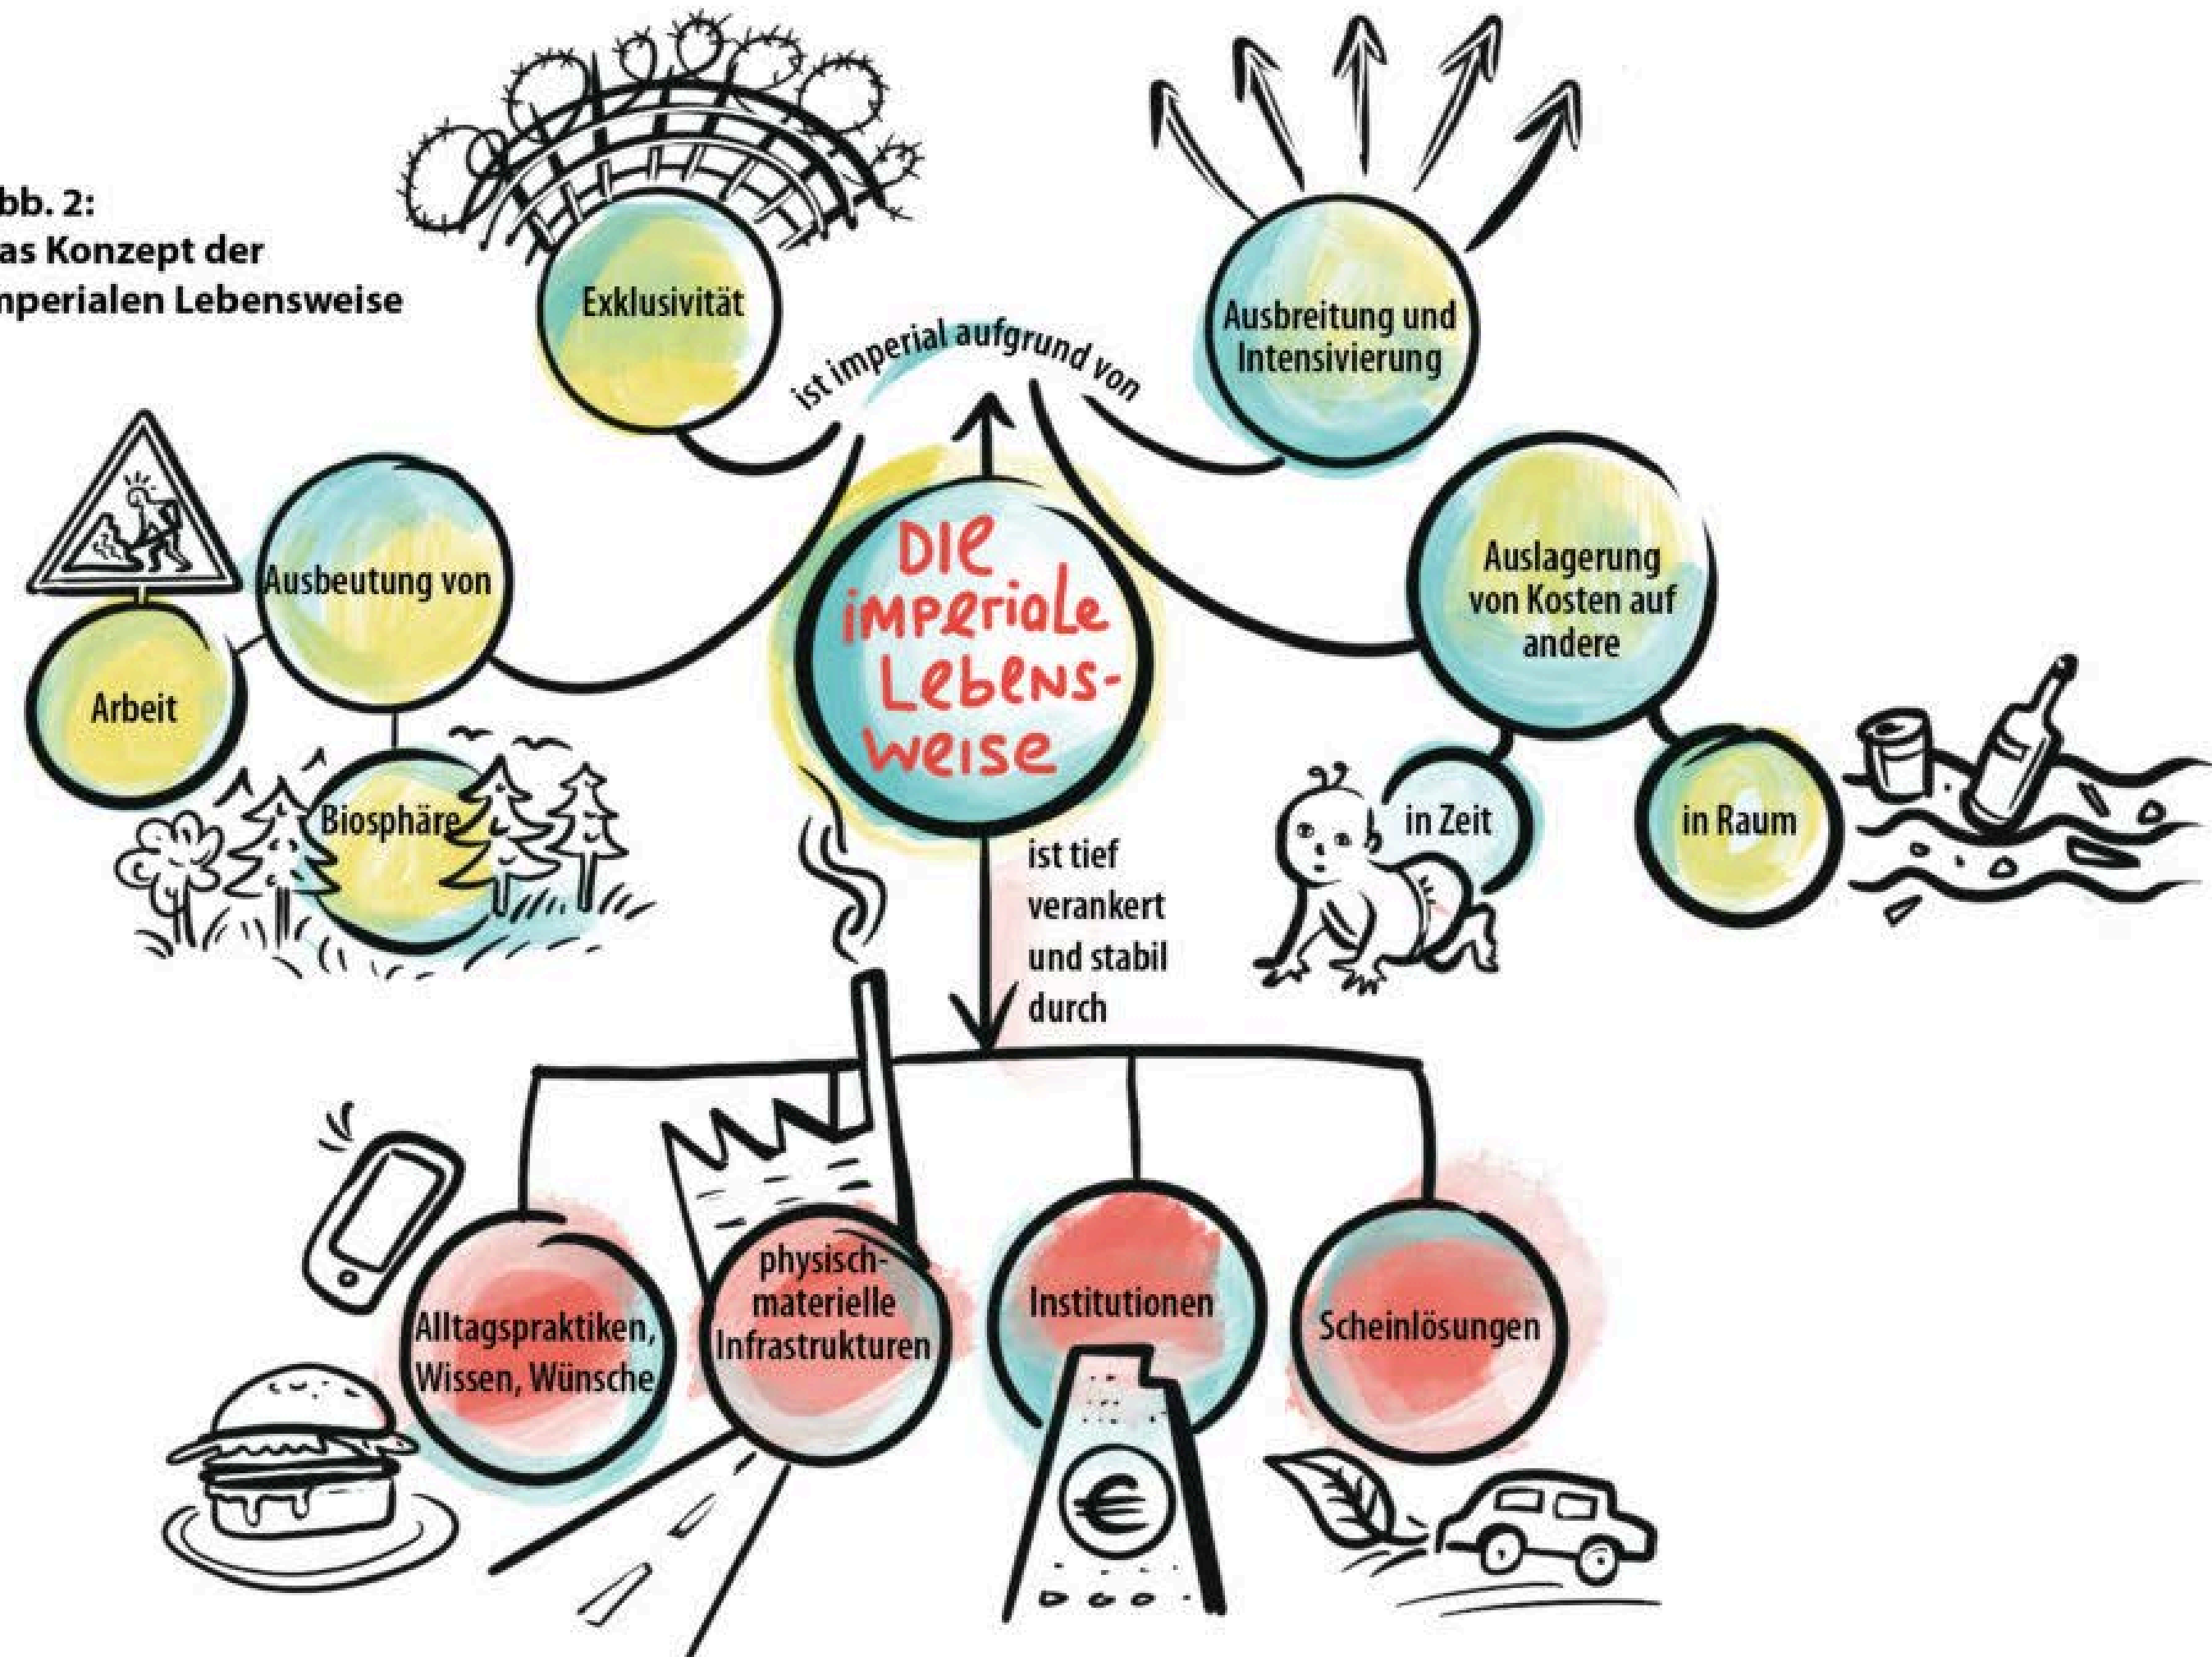 bb. 2:
as Konzept der
mperialen Lebensweise
Exklusivität
ist imperial aufgrund von
Ausbreitung und
Intensivierung
Ausbeutung von
Arbeit
Biosphäre
DIe
imperiale
Lebens-
weise
Auslagerung
von Kosten auf
andere
in Zeit
in Raum
ist tief
verankert
und stabil
durch
Alltagspraktiken,
Wissen, Wünsche
physisch-
materielle
Infrastrukturen
Institutionen
€
Scheinlösungen